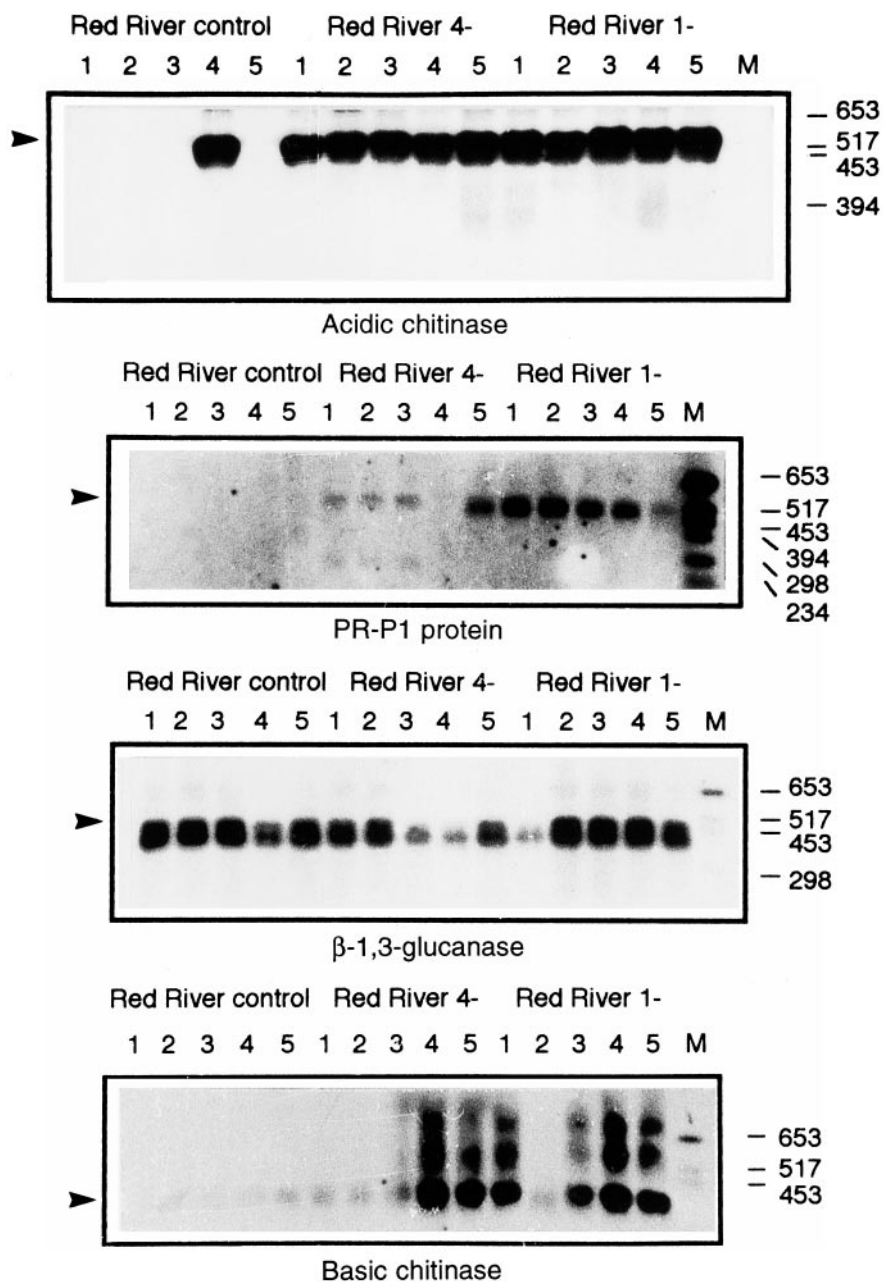 Red River control Red River 4- Red River 1-
1 2 3 4 5 1 2 3 4 5 1 2 3 4 5 M
653
517
453
394
Acidic chitinase
Red River control Red River 4- Red River 1-
1 2 3 4 5 1 2 3 4 5 1 2 3 4 5 M
653
517
453
394
298
234
PR-P1 protein
Red River control Red River 4- Red River 1-
1 2 3 4 5 1 2 3 4 5 1 2 3 4 5 M
653
517
453
298
β-1,3-glucanase
Red River control Red River 4- Red River 1-
1 2 3 4 5 1 2 3 4 5 1 2 3 4 5 M
653
517
453
Basic chitinase